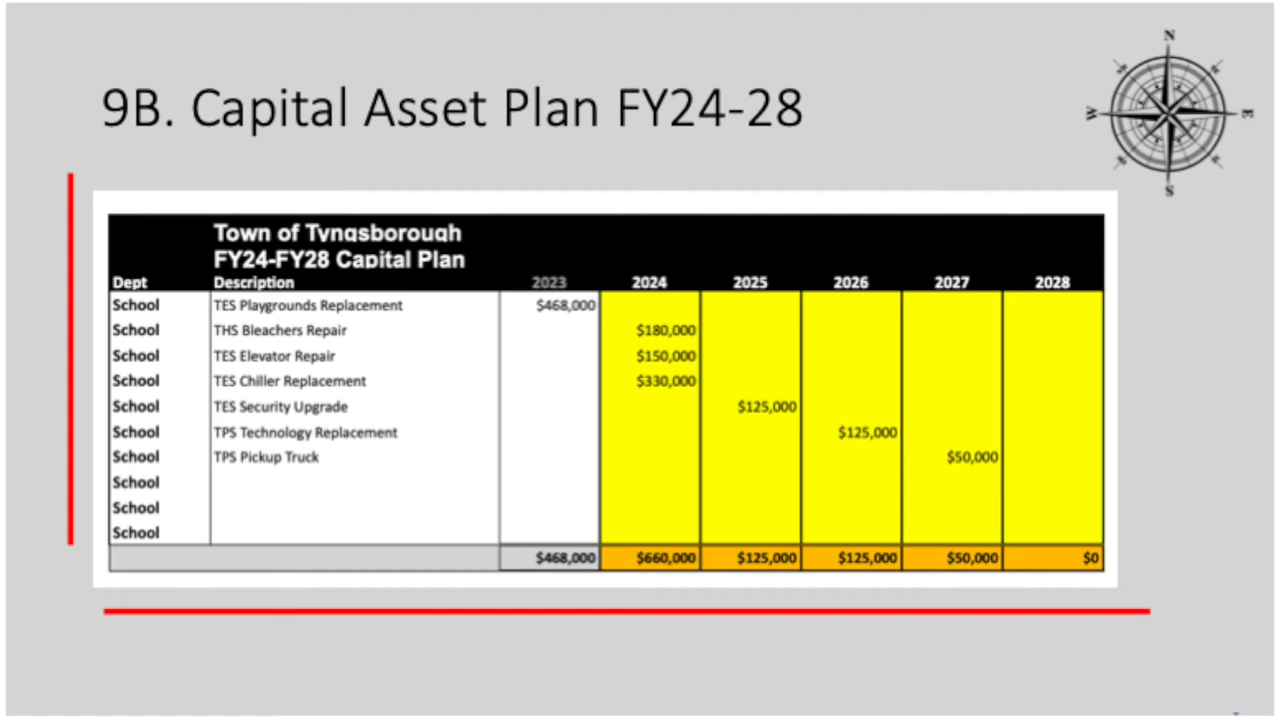 9B. Capital Asset Plan FY24-28
N
W
E
S
Town of Tyngsborough
FY24-FY28 Capital Plan
Dept Description 2023 2024 2025 2026 2027 2028
School TES Playgrounds Replacement $468,000
School THS Bleachers Repair $180,000
School TES Elevator Repair $150,000
School TES Chiller Replacement $330,000
School TES Security Upgrade $125,000
School TPS Technology Replacement $125,000
School TPS Pickup Truck $50,000
School
School
School
$468,000 $660,000 $125,000 $125,000 $50,000 $0